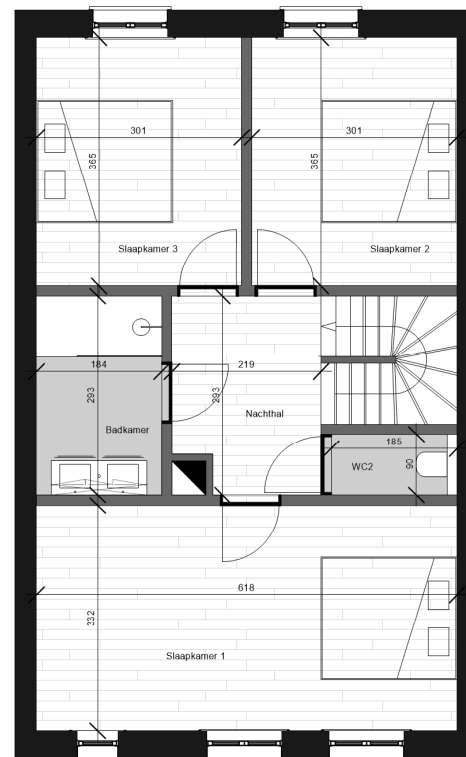 301
301
365
365
Slaapkamer 3
Slaapkamer 2
184
219
293
293
Nachthal
Badkamer
185
WC2
90
618
332
Slaapkamer 1